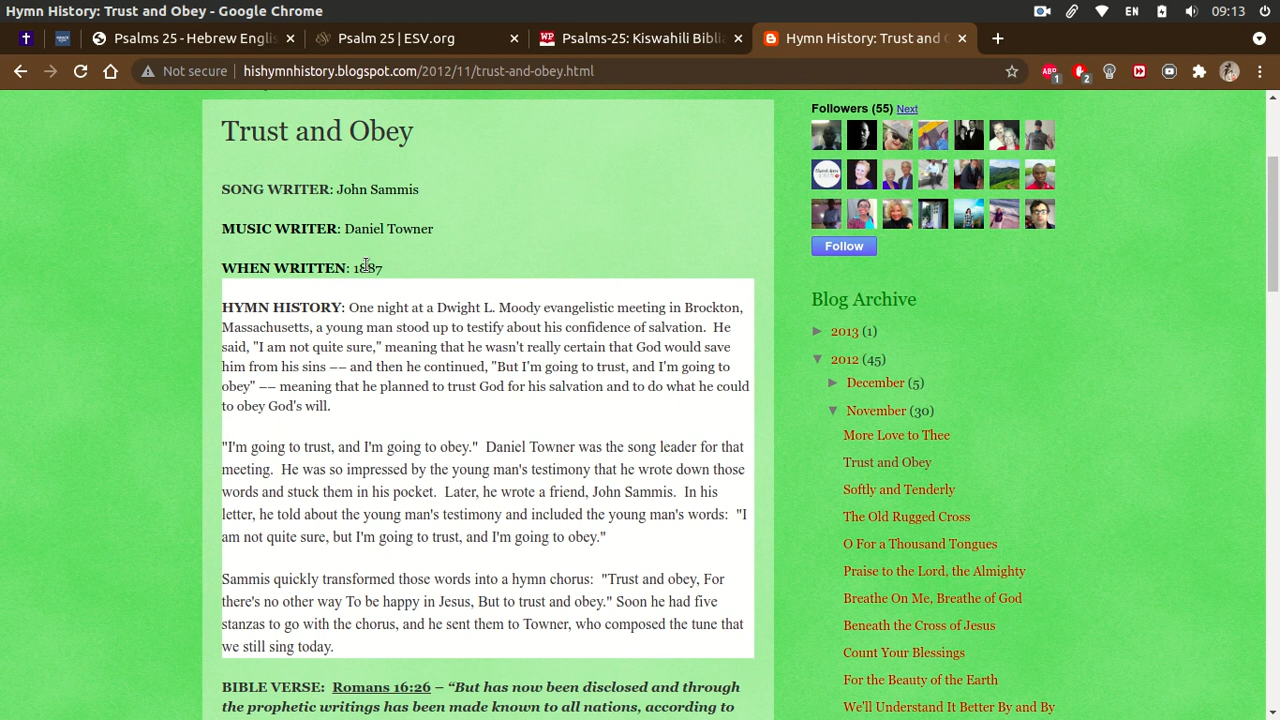 Hymn History: Trust and Obey - Google Chrome
EN
09:13
Psalms 25 - Hebrew Engli
Psalm 25 | ESV.org
Psalms-25: Kiswahili Bibli
Hymn History: Trust and O
Not secure
hishymnhistory.blogspot.com/2012/11/trust-and-obey.html
Trust and Obey
SONG WRITER: John Sammis
MUSIC WRITER: Daniel Towner
WHEN WRITTEN: 1887
HYMN HISTORY: One night at a Dwight L. Moody evangelistic meeting in Brockton,
Massachusetts, a young man stood up to testify about his confidence of salvation. He
said, "I am not quite sure," meaning that he wasn't really certain that God would save
him from his sins –– and then he continued, "But I'm going to trust, and I'm going to
obey" –– meaning that he planned to trust God for his salvation and to do what he could
to obey God's will.
"I'm going to trust, and I'm going to obey." Daniel Towner was the song leader for that
meeting. He was so impressed by the young man's testimony that he wrote down those
words and stuck them in his pocket. Later, he wrote a friend, John Sammis. In his
letter, he told about the young man's testimony and included the young man's words: "I
am not quite sure, but I'm going to trust, and I'm going to obey."
Sammis quickly transformed those words into a hymn chorus: "Trust and obey, For
there's no other way To be happy in Jesus, But to trust and obey." Soon he had five
stanzas to go with the chorus, and he sent them to Towner, who composed the tune that
we still sing today.
BIBLE VERSE: Romans 16:26 – “But has now been disclosed and through
the prophetic writings has been made known to all nations, according to
Followers (55) Next
Follow
Blog Archive
► 2013 (1)
▼ 2012 (45)
► December (5)
▼ November (30)
More Love to Thee
Trust and Obey
Softly and Tenderly
The Old Rugged Cross
O For a Thousand Tongues
Praise to the Lord, the Almighty
Breathe On Me, Breathe of God
Beneath the Cross of Jesus
Count Your Blessings
For the Beauty of the Earth
We'll Understand It Better By and By